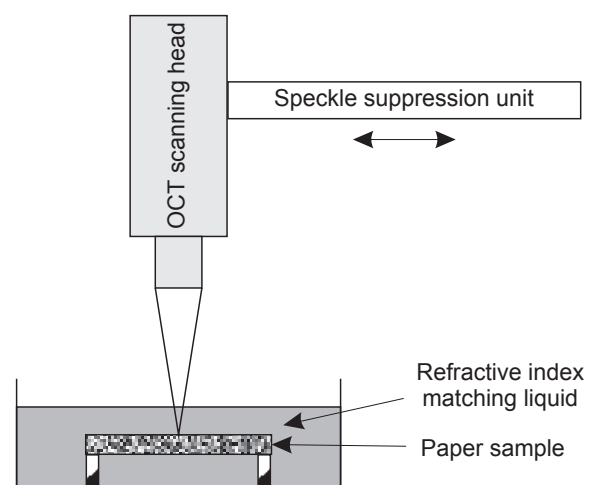 OCT scanning head
Speckle suppression unit
Refractive index
matching liquid
Paper sample